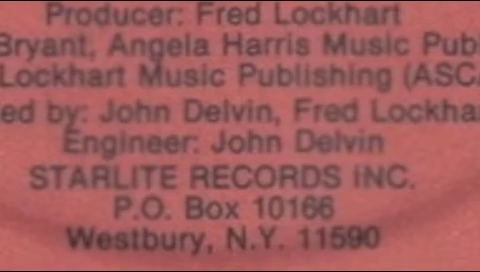 Producer: Fred Lockhart
Bryant, Angela Harris Music Publ
Lockhart Music Publishing (ASCA
ed by: John Delvin, Fred Lockhar
Engineer: John Delvin
STARLITE RECORDS INC.
P.O. Box 10166
Westbury, N.Y. 11590